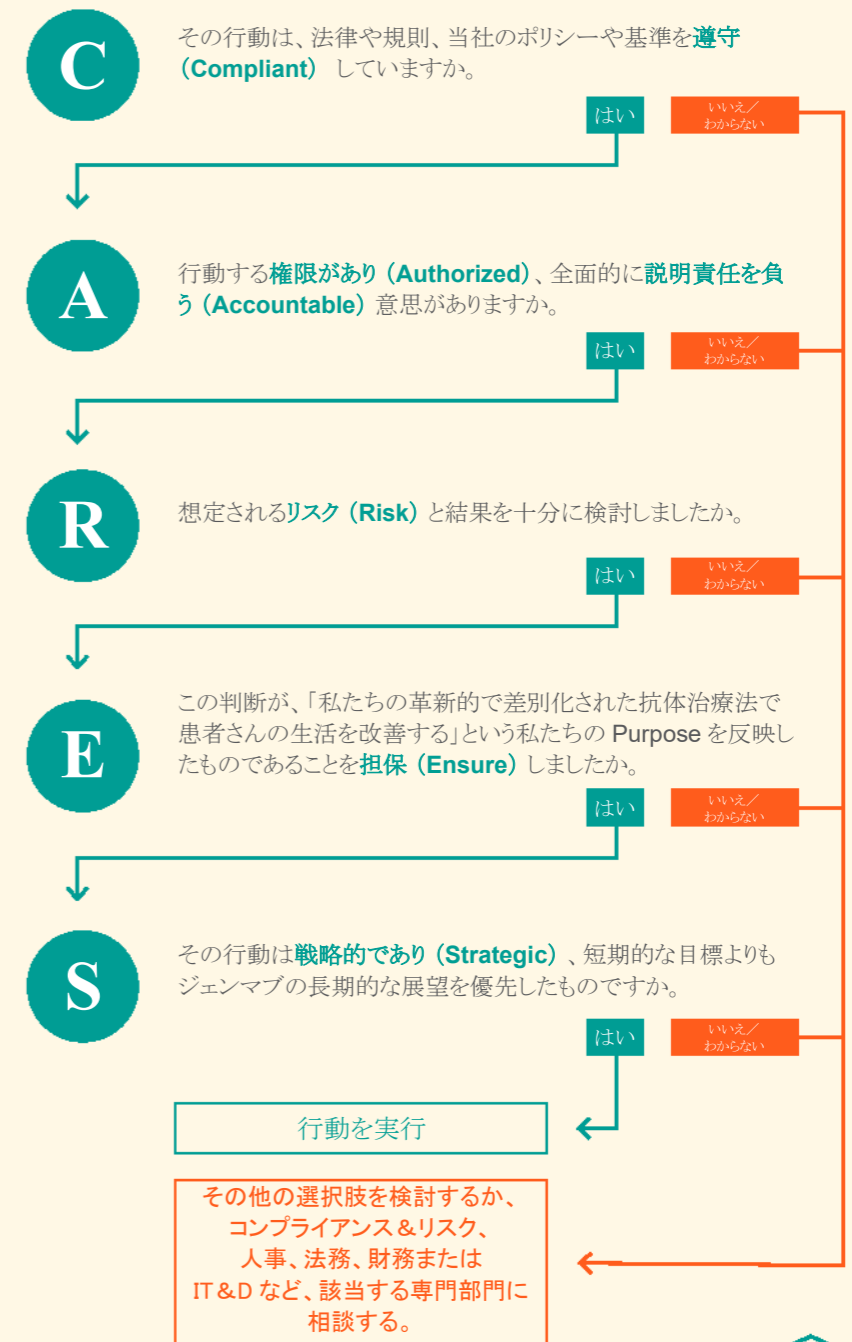 C
その行動は、法律や規則、当社のポリシーや基準を遵守
（Compliant） していますか。
はい
いいえ／
わからない
A
行動する権限があり（Authorized）、全面的に説明責任を負
う（Accountable）意思がありますか。
はい
いいえ／
わからない
R
想定されるリスク（Risk）と結果を十分に検討しましたか。
はい
いいえ／
わからない
E
この判断が、「私たちの革新的で差別化された抗体治療法で
患者さんの生活を改善する」という私たちの Purpose を反映し
たものであることを担保（Ensure）しましたか。
はい
いいえ／
わからない
S
その行動は戦略的であり（Strategic）、短期的な目標よりも
ジェンマブの長期的な展望を優先したものですか。
はい
いいえ／
わからない
行動を実行
その他の選択肢を検討するか、
コンプライアンス＆リスク、
人事、法務、財務または
IT＆D など、該当する専門部門に
相談する。